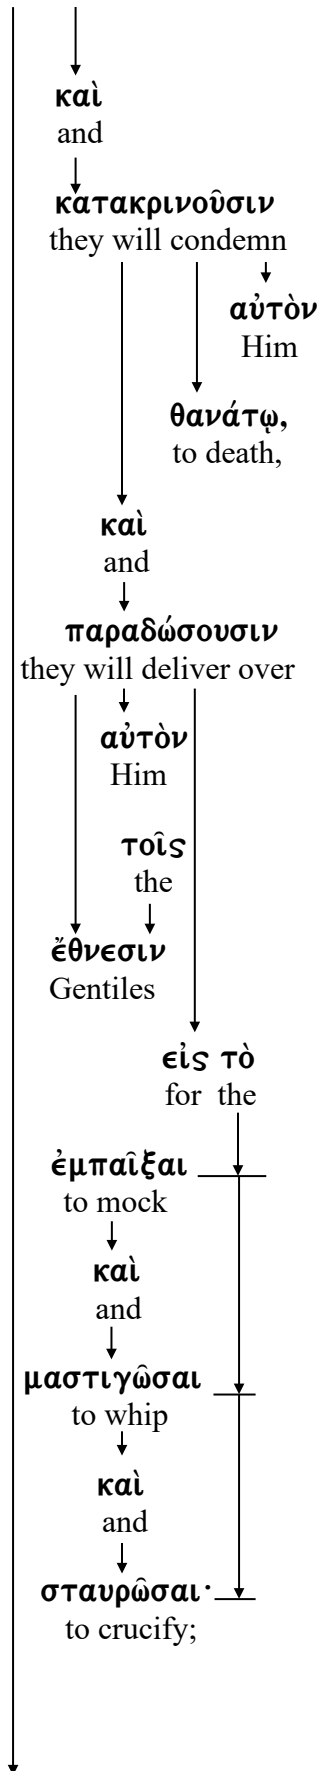 καὶ
and
κατακρινοῦσιν
they will condemn
αὐτὸν
Him
θανάτῳ,
to death,
καὶ
and
παραδώσουσιν
they will deliver over
αὐτὸν
Him
τοῖς
the
ἔθνεσιν
Gentiles
εἰς τὸ
for the
ἐμπαῖξαι
to mock
καὶ
and
μαστιγῶσαι
to whip
καὶ
and
σταυρῶσαι·
to crucify;